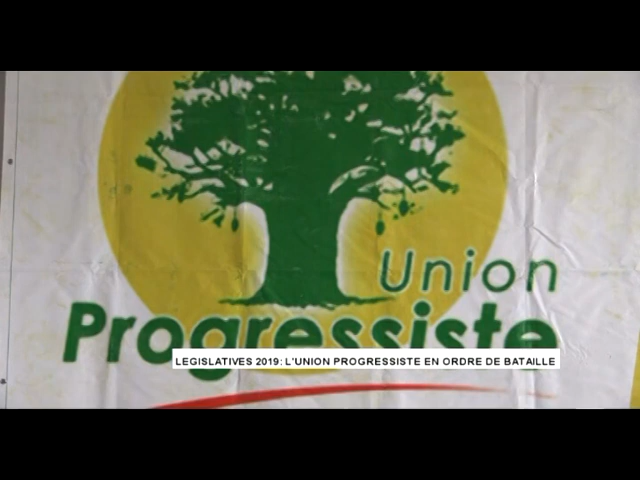 Union
Progressiste
LEGISLATIVES 2019: L'UNION PROGRESSISTE EN ORDRE DE BATAILLE